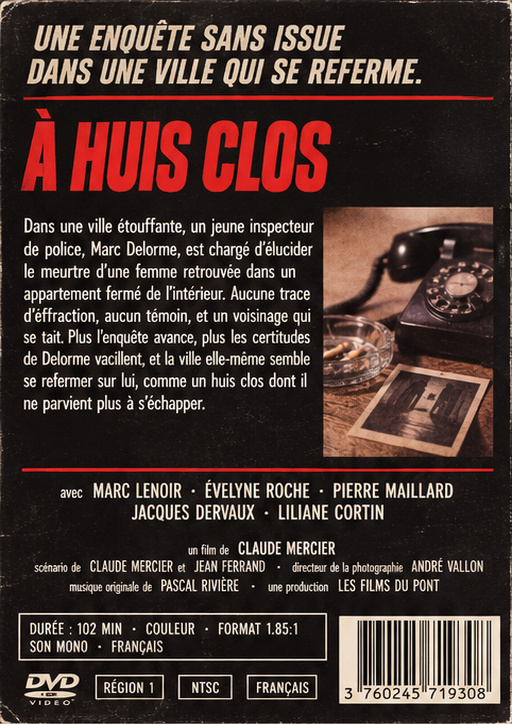 UNE ENQUÊTE SANS ISSUE
DANS UNE VILLE QUI SE REFERME.
À HUIS CLOS
Dans une ville étouffante, un jeune inspecteur
de police, Marc Delorme, est chargé d'élucider
le meurtre d'une femme retrouvée dans un
appartement fermé de l'intérieur. Aucune trace
d'éffraction, aucun témoin, et un voisinage qui
se tait. Plus l'enquête avance, plus les certitudes
de Delorme vacillent, et la ville elle-même semble
se refermer sur lui, comme un huis clos dont il
ne parvient plus à s'échapper.
avec MARC LENOIR · ÉVELYNE ROCHE · PIERRE MAILLARD
JACQUES DERVAUX · LILIANE CORTIN
un film de CLAUDE MERCIER
scénario de CLAUDE MERCIER et JEAN FERRAND · directeur de la photographie ANDRÉ VALLON
musique originale de PASCAL RIVIÈRE · une production LES FILMS DU PONT
DURÉE : 102 MIN · COULEUR · FORMAT 1.85:1
SON MONO · FRANÇAIS
DVD
VIDEO
RÉGION 1
NTSC
FRANÇAIS
3 760245 719308